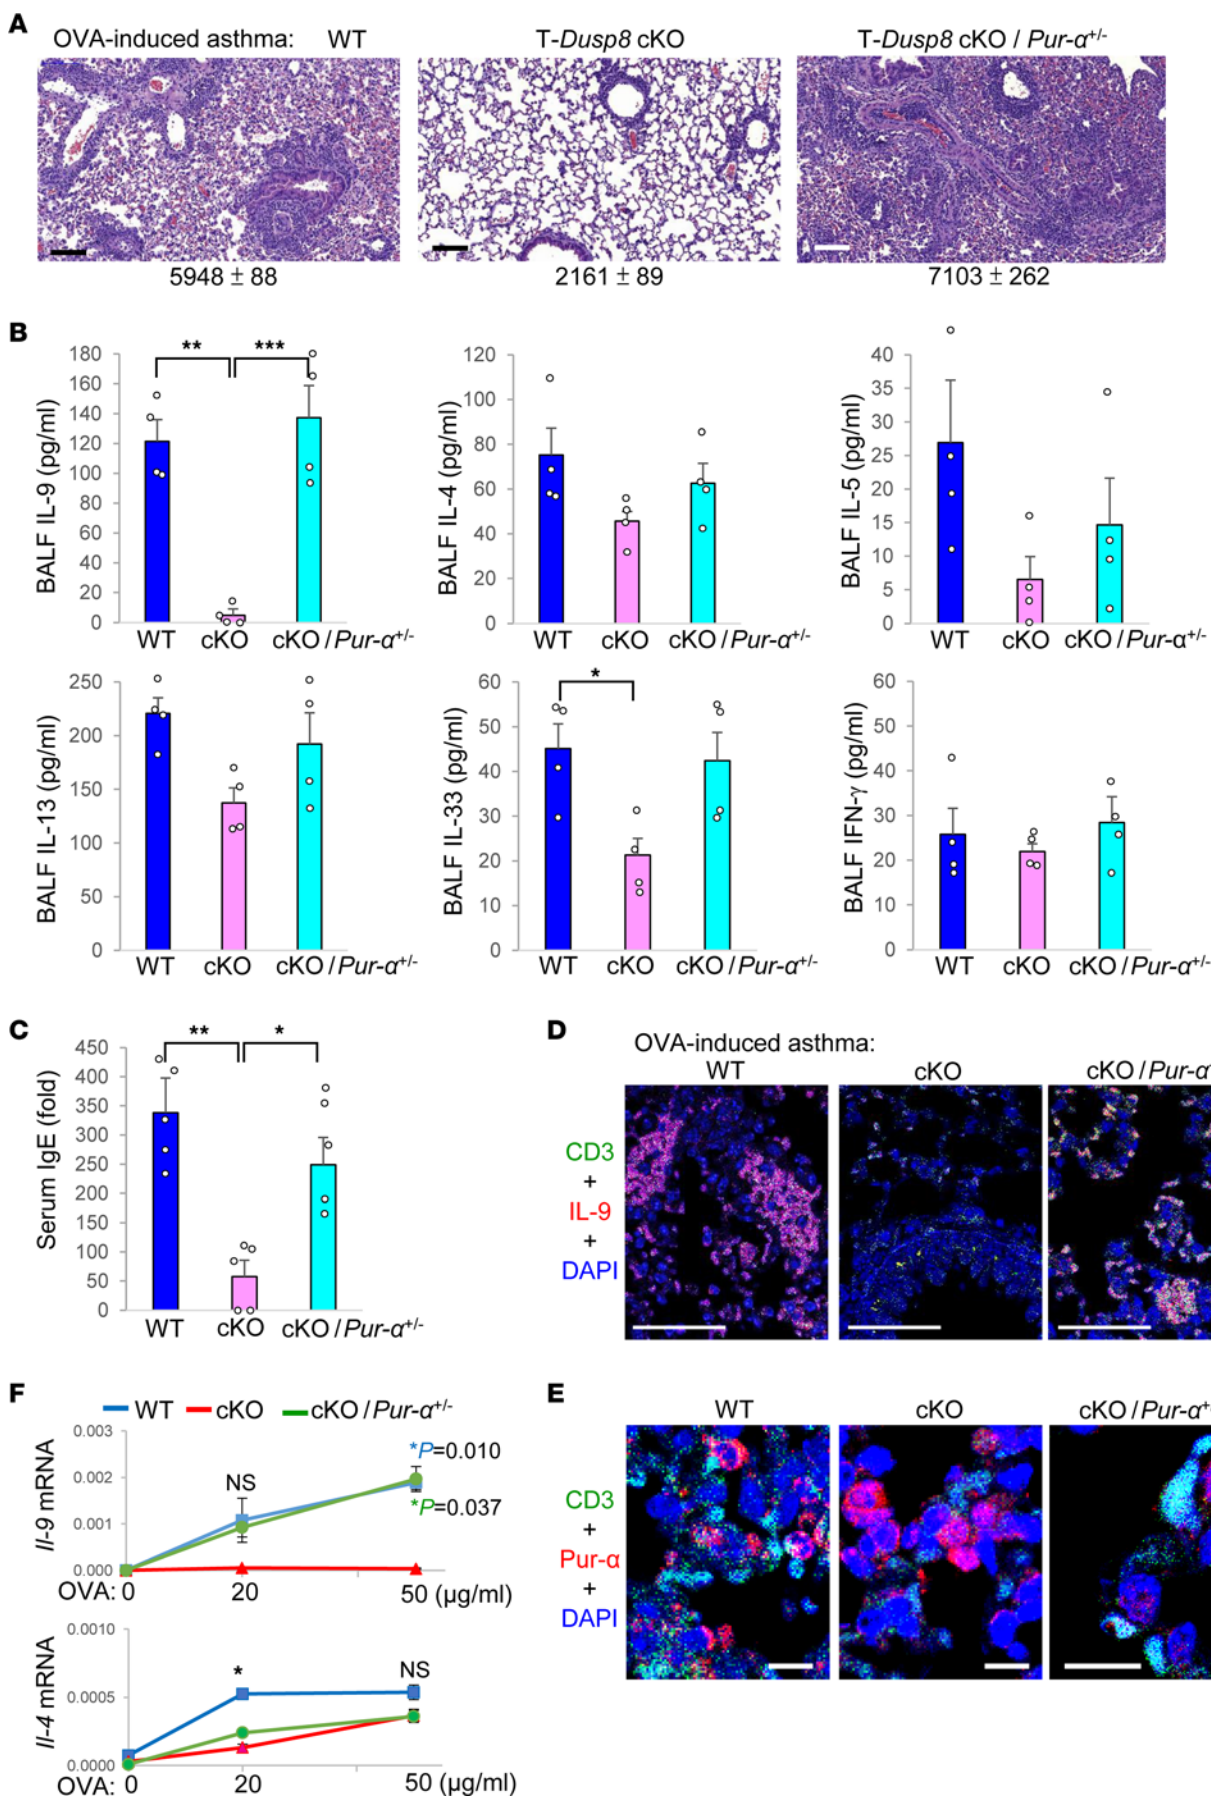 A
OVA-induced asthma: WT
T-Dusp8 cKO
T-Dusp8 cKO / Pur-α+/-
5948 ± 88
2161 ± 89
7103 ± 262
B
BALF IL-9 (pg/ml)
180
160
140
120
100
80
60
40
20
0
** ***
WT cKO cKO / Pur-α+/-
BALF IL-4 (pg/ml)
120
100
80
60
40
20
0
WT cKO cKO / Pur-α+/-
BALF IL-5 (pg/ml)
40
35
30
25
20
15
10
5
0
WT cKO cKO / Pur-α+/-
BALF IL-13 (pg/ml)
250
200
150
100
50
0
WT cKO cKO / Pur-α+/-
BALF IL-33 (pg/ml)
60
50
40
30
20
10
0
*
WT cKO cKO / Pur-α+/-
BALF IFN-γ (pg/ml)
60
50
40
30
20
10
0
WT cKO cKO / Pur-α+/-
C
Serum IgE (fold)
450
400
350
300
250
200
150
100
50
0
** *
WT cKO cKO / Pur-α+/-
D
OVA-induced asthma:
WT cKO cKO / Pur-α
CD3
+
IL-9
+
DAPI
F
WT cKO cKO / Pur-α+/-
Il-9 mRNA
0.003
0.002
0.001
0.000
NS
*P=0.010
*P=0.037
OVA: 0 20 50 (μg/ml)
Il-4 mRNA
0.0010
0.0005
0.0000
*
NS
OVA: 0 20 50 (μg/ml)
E
WT cKO cKO / Pur-α+
CD3
+
Pur-α
+
DAPI